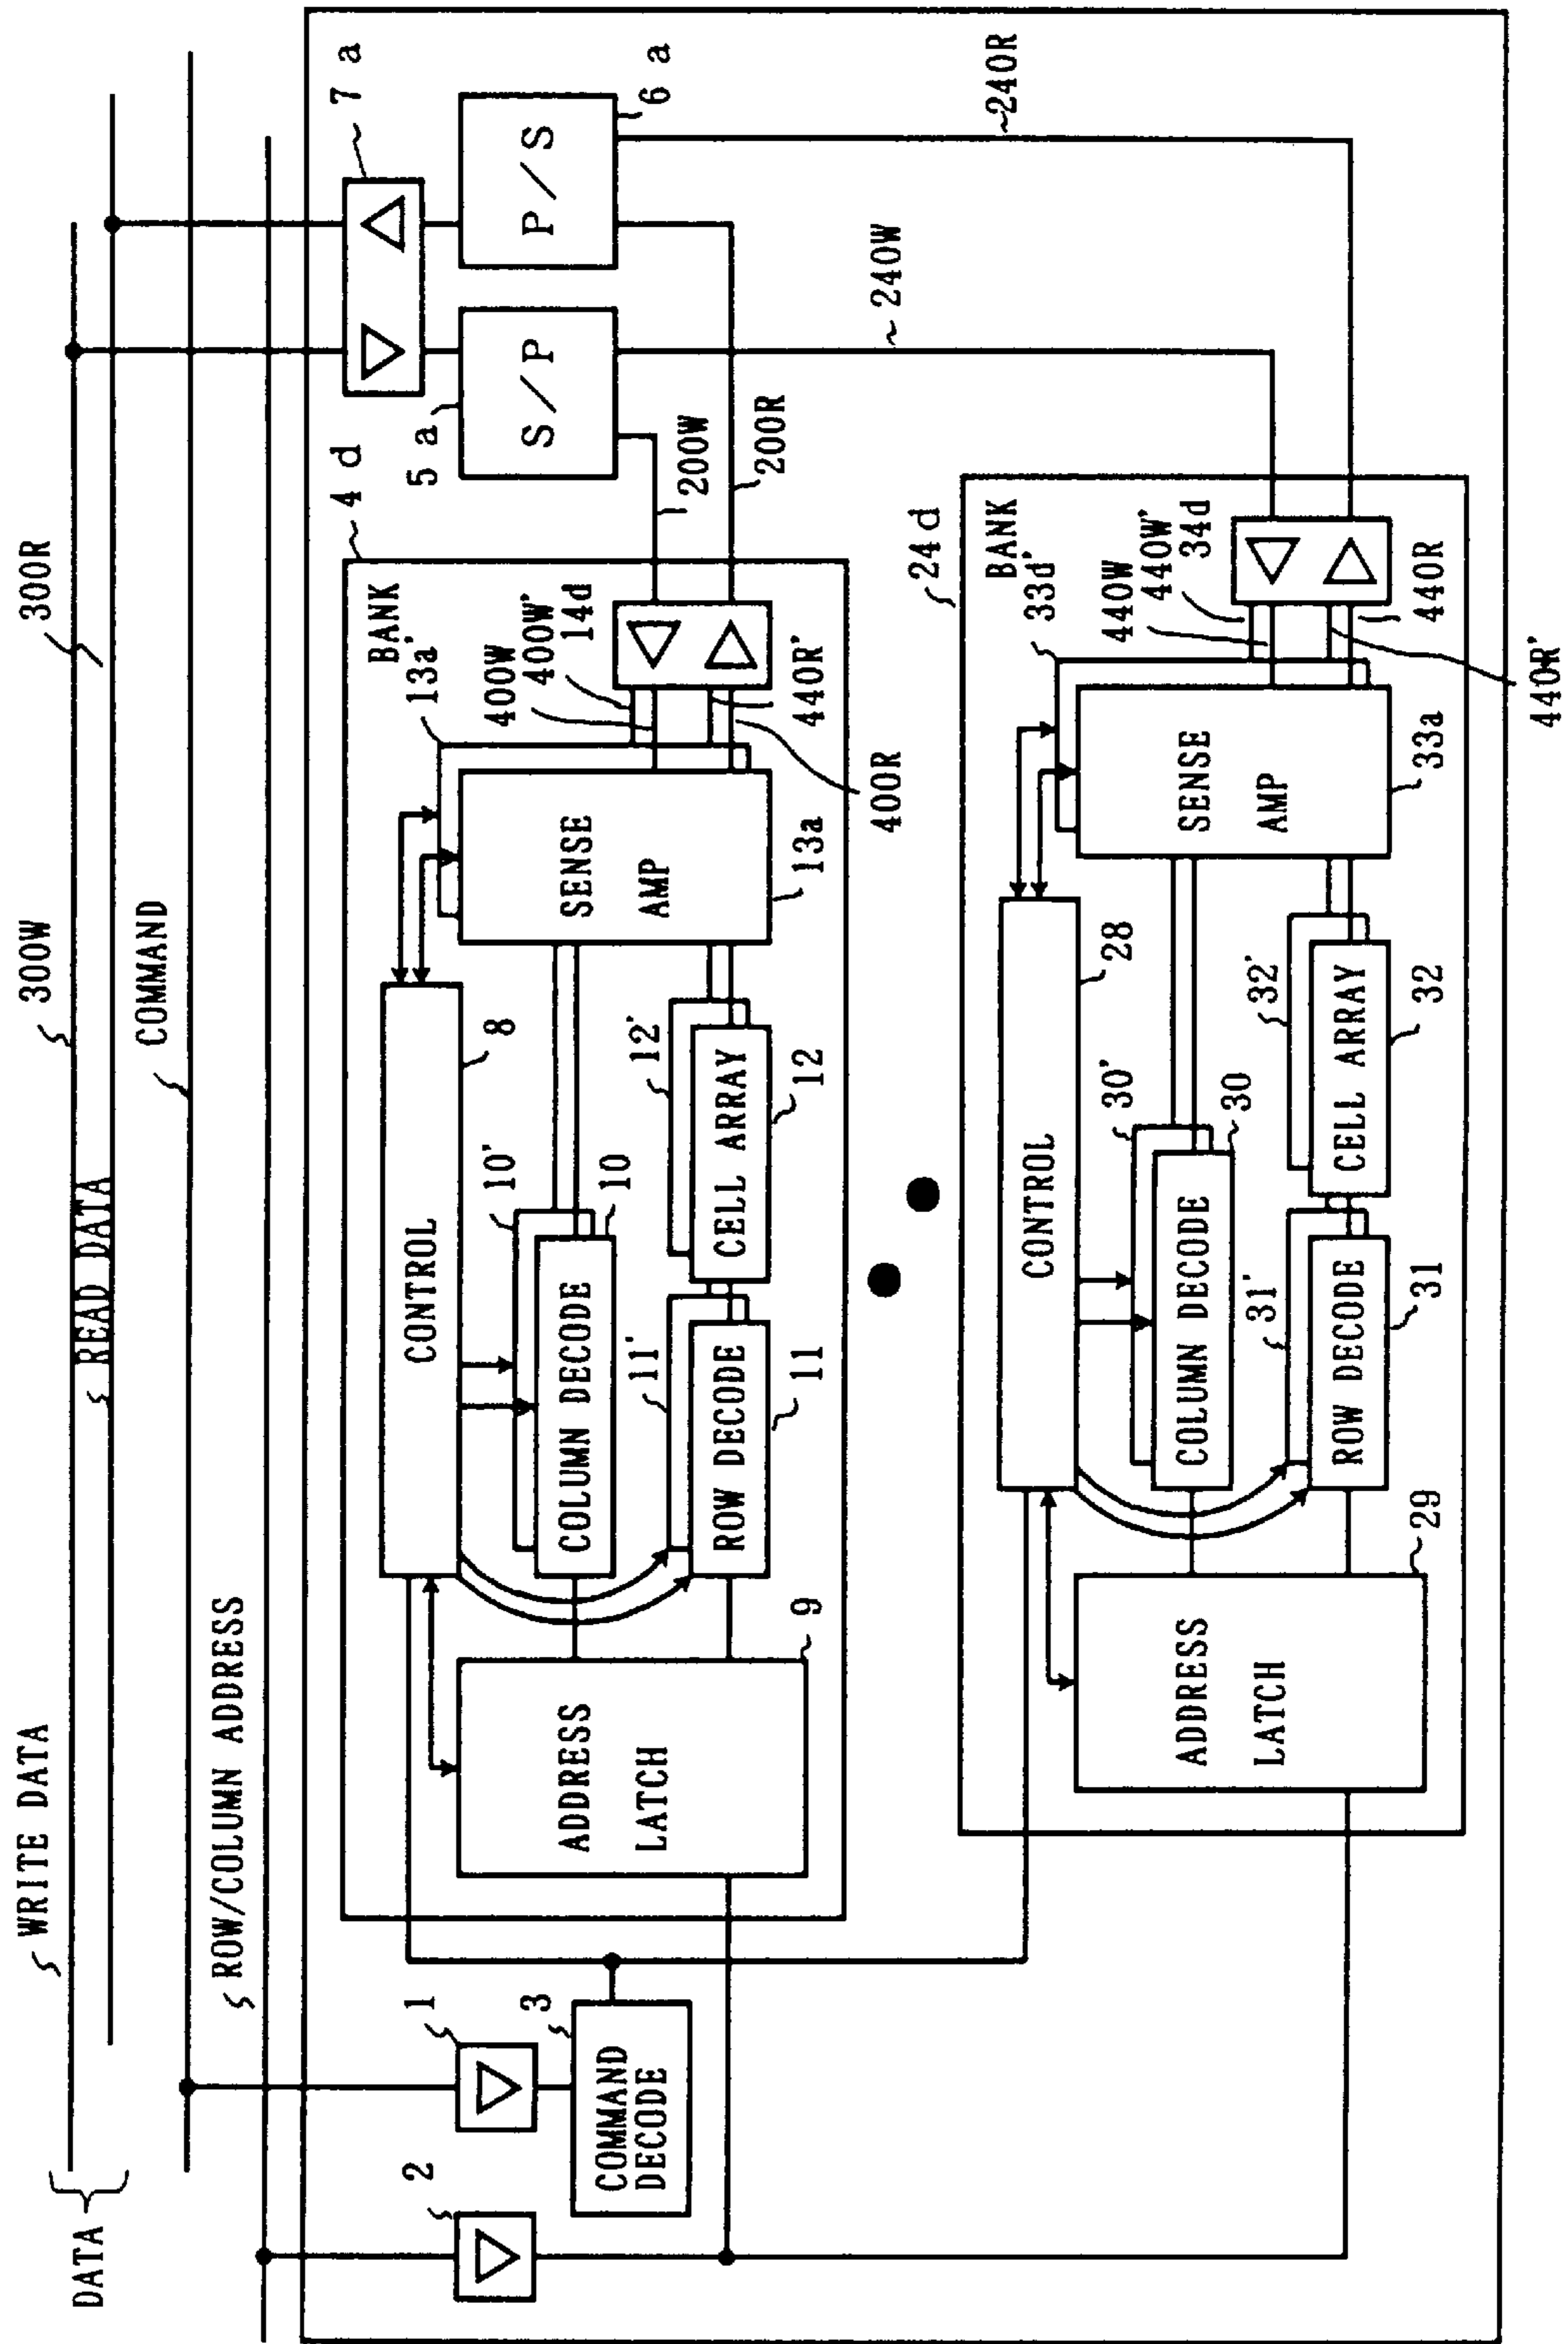 DATA
WRITE DATA
300W
300R
READ DATA
COMMAND
ROW/COLUMN ADDRESS
2
1
3
COMMAND
DECODE
7a
5a
S/P
6a
P/S
200W
200R
240W
240R
4d
BANK
CONTROL
8
ADDRESS
LATCH
9
10'
COLUMN DECODE
10
11'
ROW DECODE
11
12'
CELL ARRAY
12
13a'
SENSE
AMP
13a
400W
400W'
14d
440R'
400R
24d
BANK
CONTROL
28
ADDRESS
LATCH
29
30'
COLUMN DECODE
30
31'
ROW DECODE
31
32'
CELL ARRAY
32
33d'
SENSE
AMP
33a
440W
440W'
34d
440R
440R'